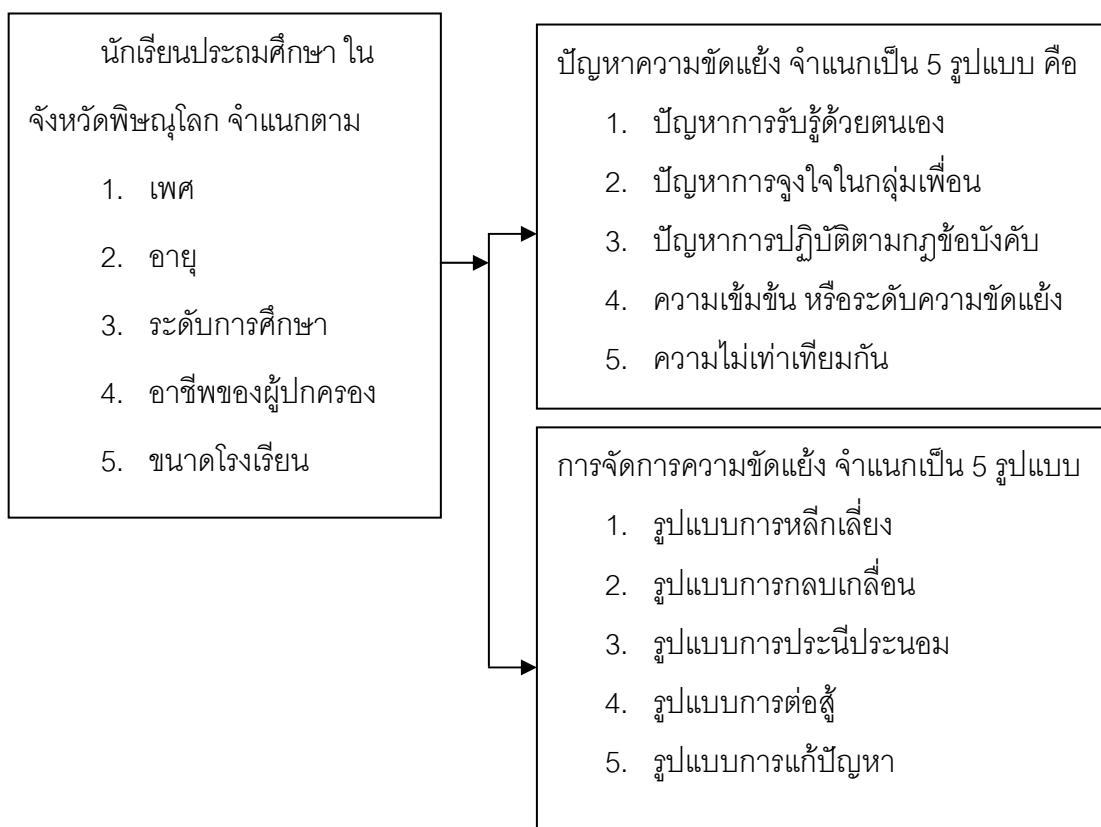 นักเรียนประถมศึกษา ใน
จังหวัดพิษณุโลก จำแนกตาม
1. เพศ
2. อายุ
3. ระดับการศึกษา
4. อาชีพของผู้ปกครอง
5. ขนาดโรงเรียน
ปัญหาความขัดแย้ง จำแนกเป็น 5 รูปแบบ คือ
1. ปัญหาการรับรู้ด้วยตนเอง
2. ปัญหาการจูงใจในกลุ่มเพื่อน
3. ปัญหาการปฏิบัติตามกฎข้อบังคับ
4. ความเข้มข้น หรือระดับความขัดแย้ง
5. ความไม่เท่าเทียมกัน
การจัดการความขัดแย้ง จำแนกเป็น 5 รูปแบบ
1. รูปแบบการหลีกเลี่ยง
2. รูปแบบการกลบเกลื่อน
3. รูปแบบการประนีประนอม
4. รูปแบบการต่อสู้
5. รูปแบบการแก้ปัญหา